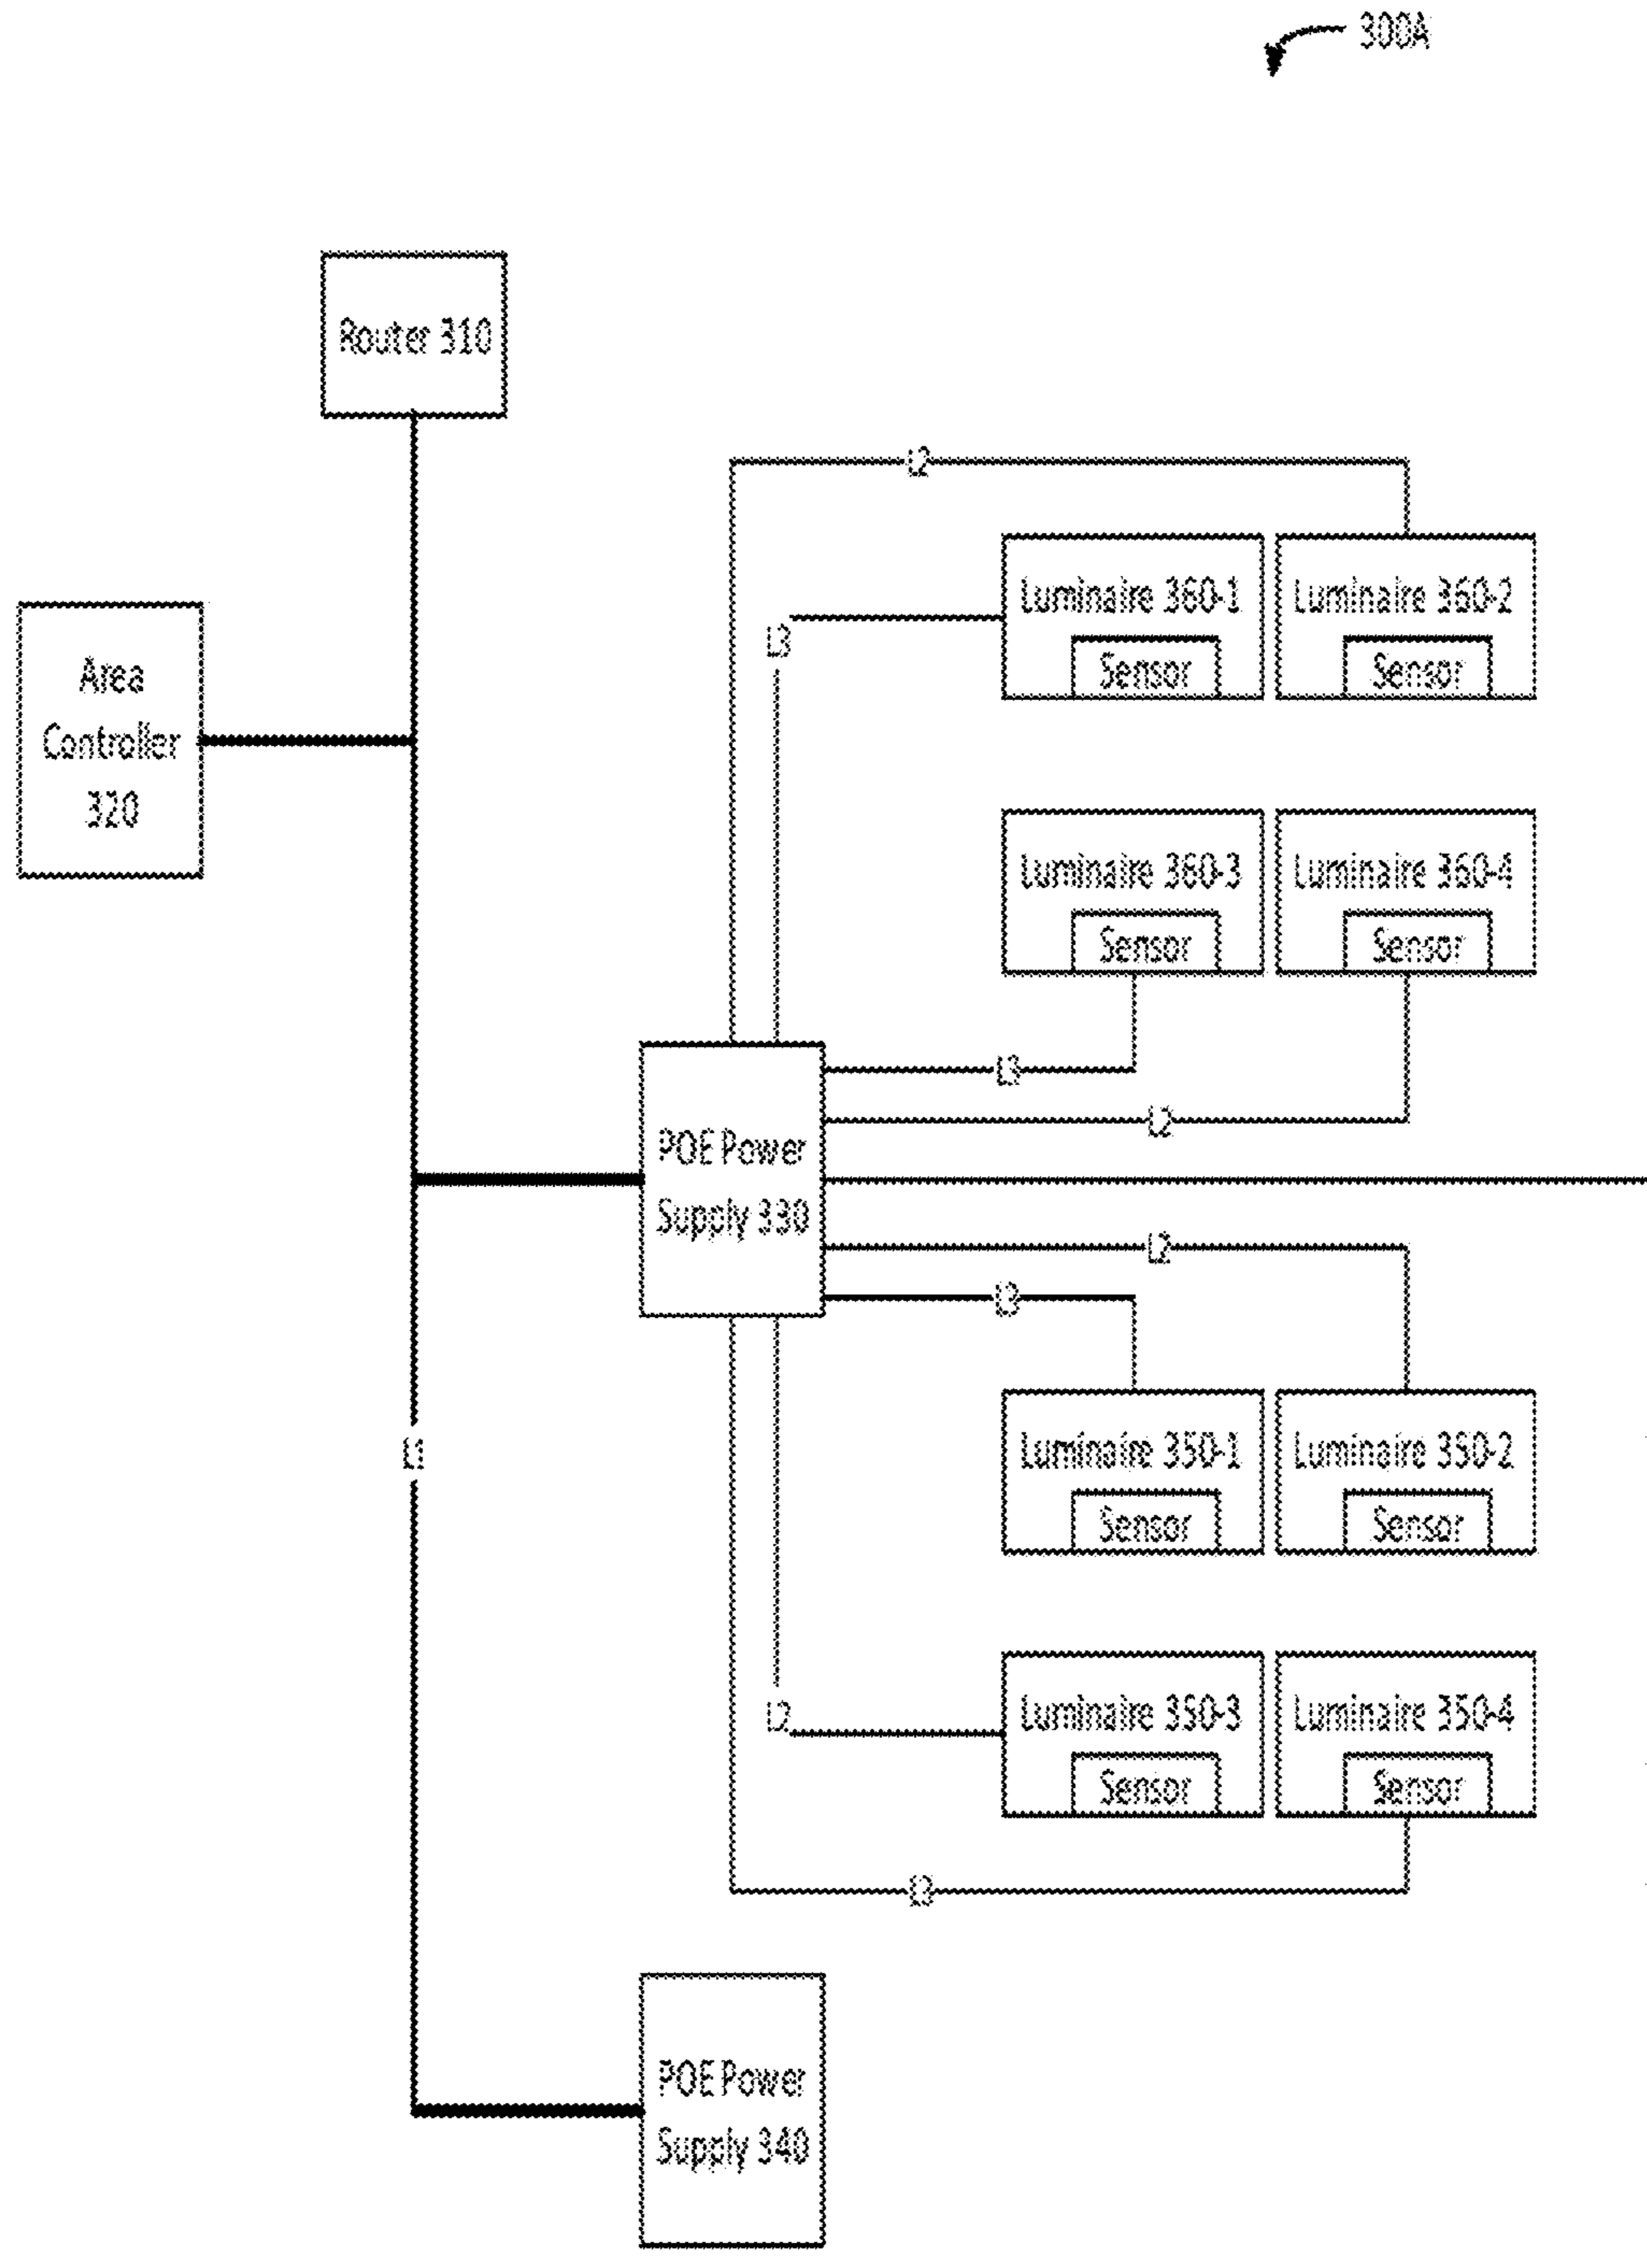 300A
Router 310
L2
Luminaire 360-1
Luminaire 360-2
L3
Sensor
Sensor
Area
Controller
320
Luminaire 360-3
Luminaire 360-4
Sensor
Sensor
L3
L2
POE Power
Supply 330
L2
L3
L1
Luminaire 350-1
Luminaire 350-2
Sensor
Sensor
L2
Luminaire 350-3
Luminaire 350-4
Sensor
Sensor
L3
POE Power
Supply 340